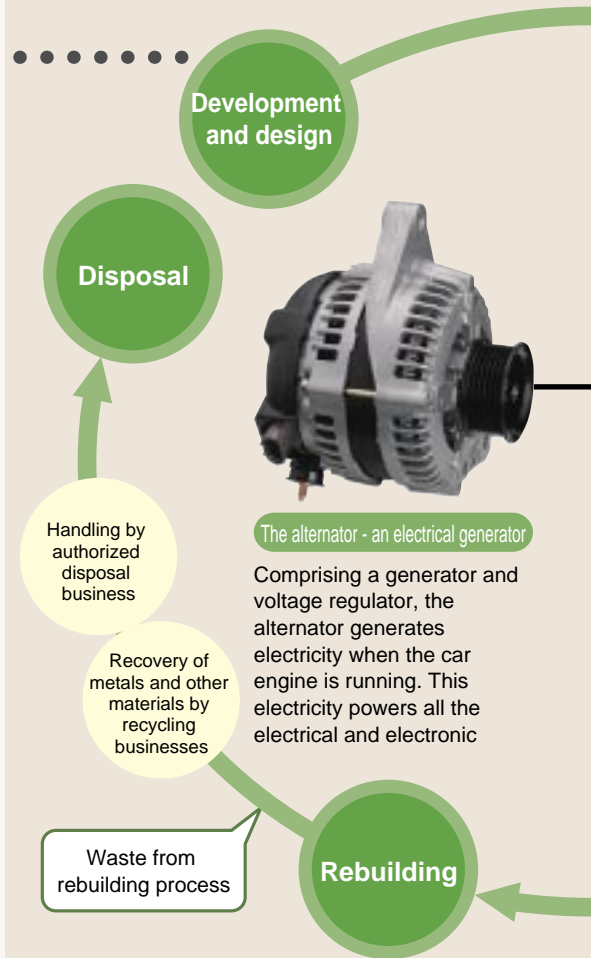 Development
and design
Disposal
Handling by
authorized
disposal
business
The alternator - an electrical generator
Comprising a generator and
voltage regulator, the
alternator generates
electricity when the car
engine is running. This
electricity powers all the
electrical and electronic
Recovery of
metals and other
materials by
recycling
businesses
Waste from
rebuilding process
Rebuilding